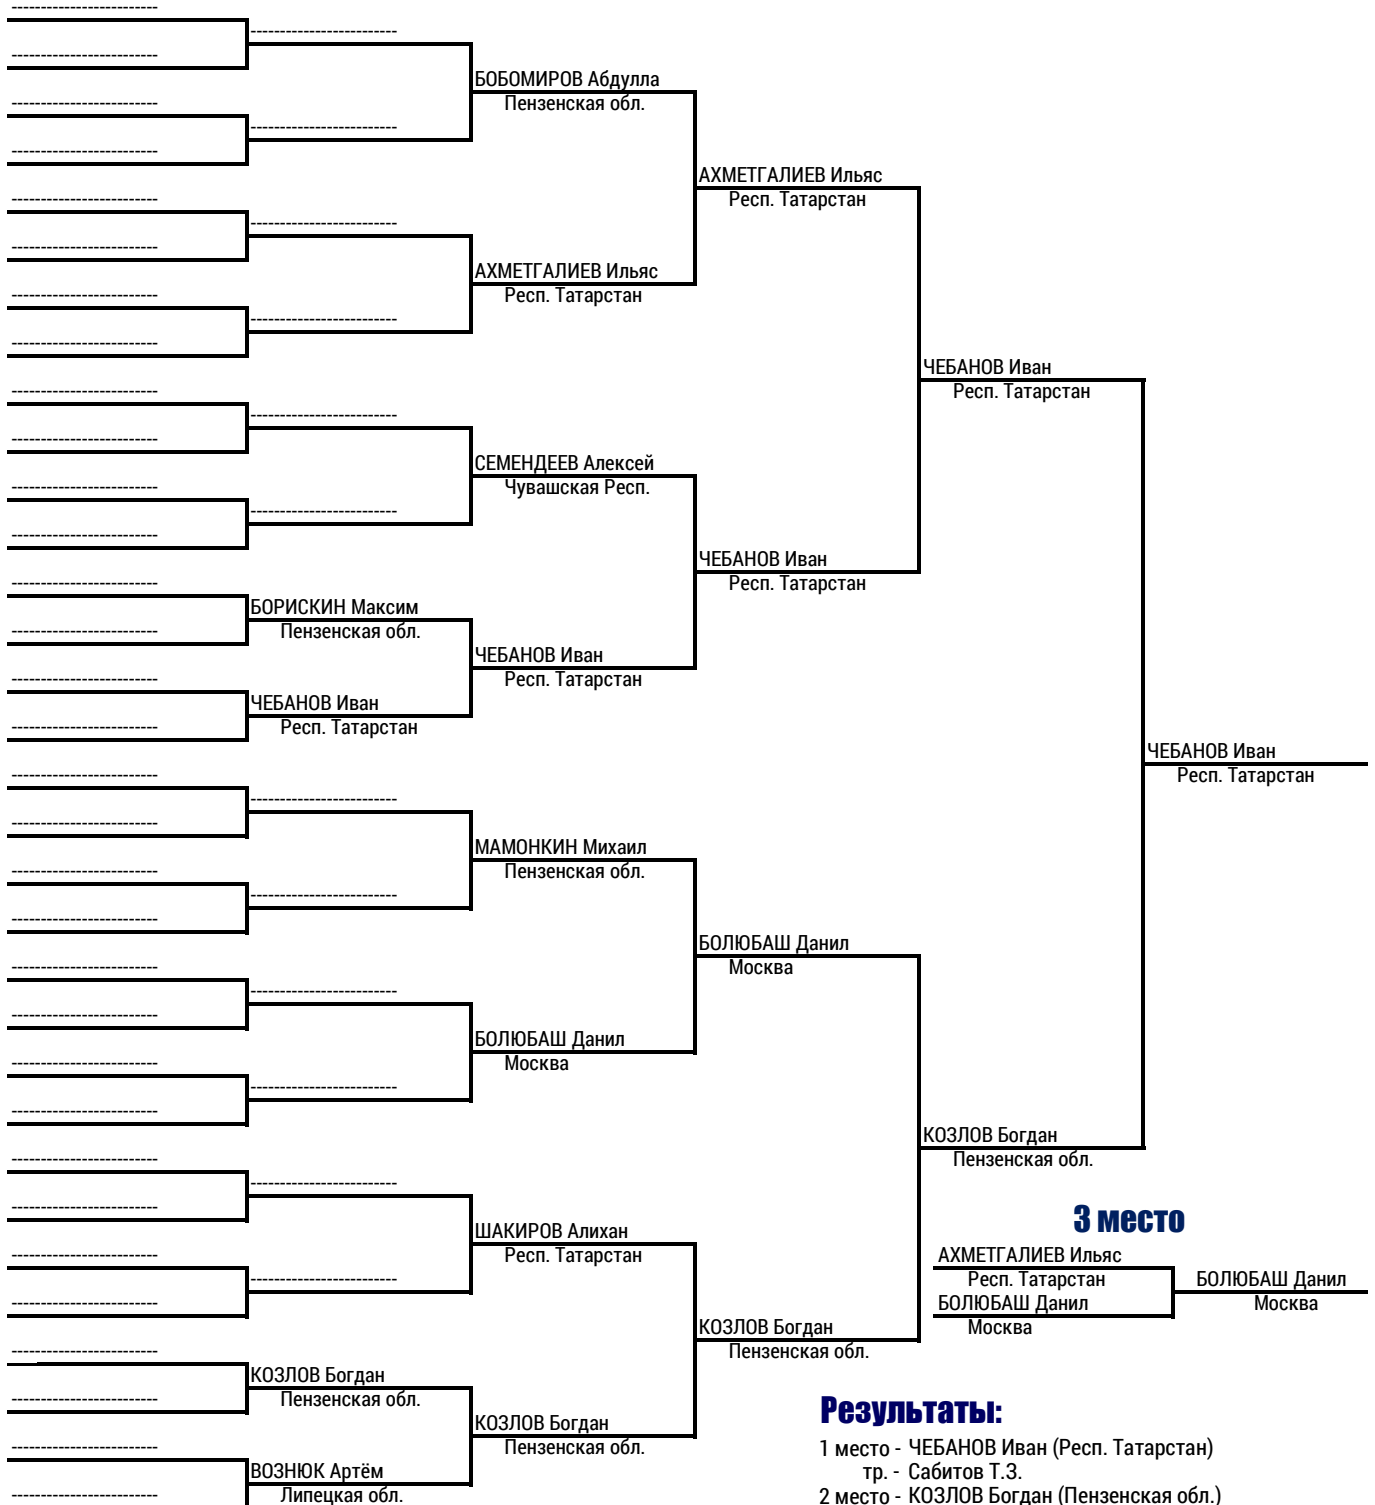 БОБОМИРОВ Абдулла
Пензенская обл.
АХМЕТГАЛИЕВ Ильяс
Респ. Татарстан
АХМЕТГАЛИЕВ Ильяс
Респ. Татарстан
ЧЕБАНОВ Иван
Респ. Татарстан
СЕМЕНДЕЕВ Алексей
Чувашская Респ.
ЧЕБАНОВ Иван
Респ. Татарстан
БОРИСКИН Максим
Пензенская обл.
ЧЕБАНОВ Иван
Респ. Татарстан
ЧЕБАНОВ Иван
Респ. Татарстан
ЧЕБАНОВ Иван
Респ. Татарстан
МАМОНКИН Михаил
Пензенская обл.
БОЛЮБАШ Данил
Москва
БОЛЮБАШ Данил
Москва
КОЗЛОВ Богдан
Пензенская обл.
ШАКИРОВ Алихан
Респ. Татарстан
3 место
АХМЕТГАЛИЕВ Ильяс
Респ. Татарстан
БОЛЮБАШ Данил
Москва
БОЛЮБАШ Данил
Москва
КОЗЛОВ Богдан
Пензенская обл.
КОЗЛОВ Богдан
Пензенская обл.
КОЗЛОВ Богдан
Пензенская обл.
ВОЗНЮК Артём
Липецкая обл.
Результаты:
1 место - ЧЕБАНОВ Иван (Респ. Татарстан)
тр. - Сабитов Т.З.
2 место - КОЗЛОВ Богдан (Пензенская обл.)